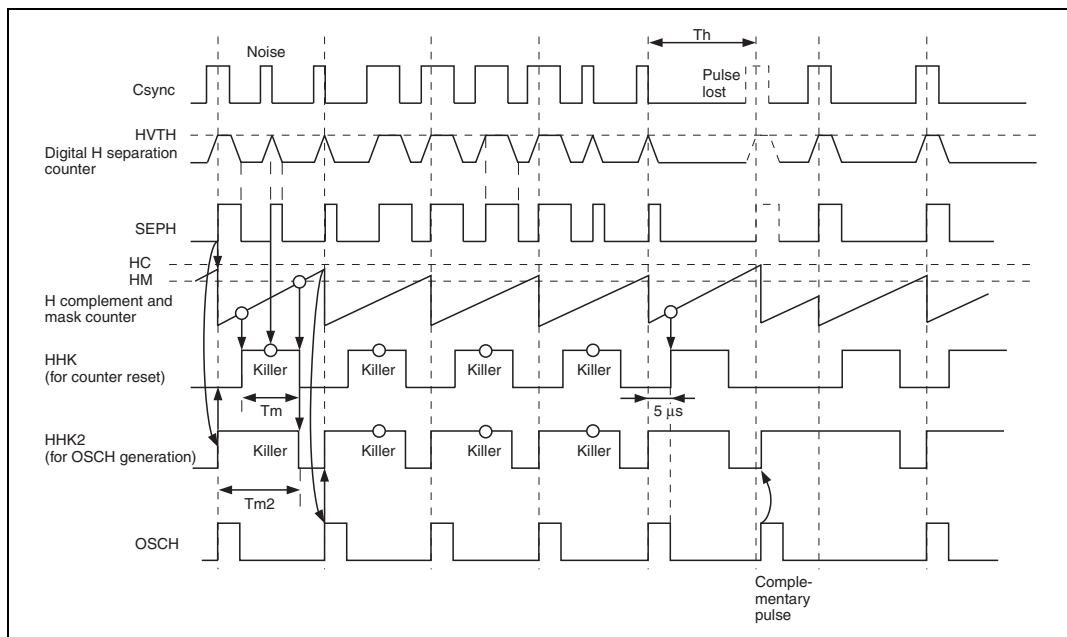 Th
Noise
Pulse
lost
Csync
HVTH
Digital H separation
counter
SEPH
HC
HM
H complement and
mask counter
HHK
(for counter reset)
Killer
Killer
Killer
Killer
Tm
5 µs
HHK2
(for OSCH generation)
Killer
Killer
Killer
Killer
Tm2
OSCH
Comple-
mentary
pulse